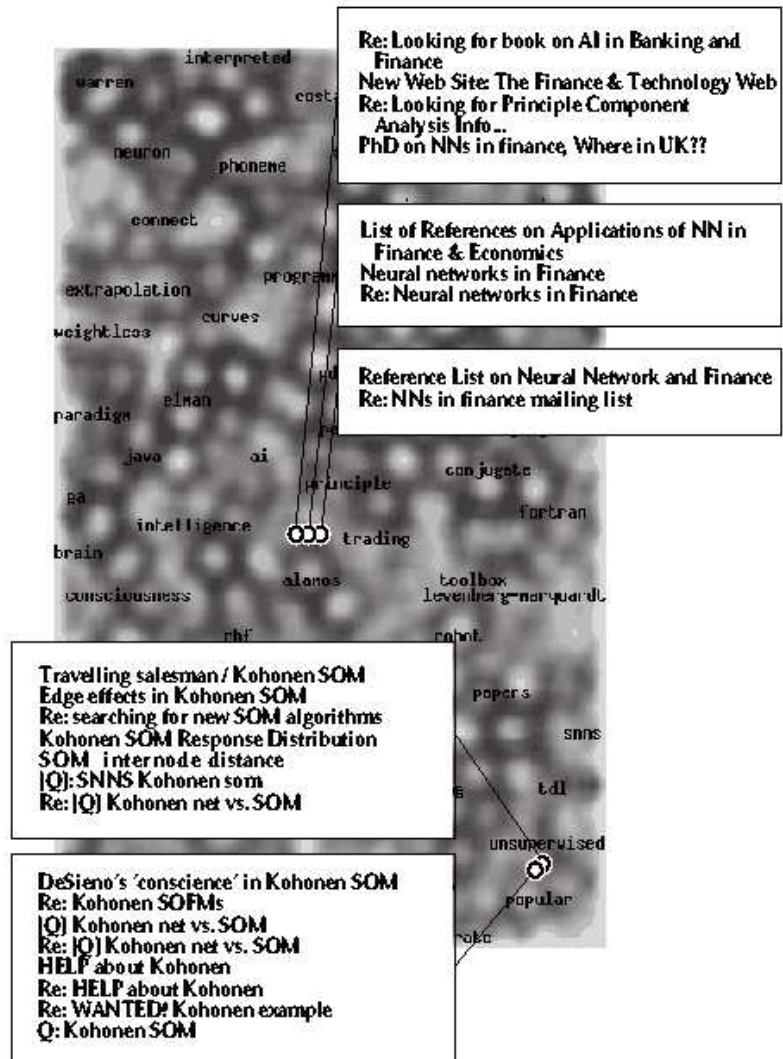 interpreted
warren
costa
neuron
phoneme
connect
programm
extrapolation
curves
weightless
elman
paradigm
java
ai
principle
conjugate
ga
fortran
intelligence
trading
brain
alamos
toolbox
consciousness
levenberg-marquardt
rbf
robot
papers
snns
tdl
unsupervised
popular
Re: Looking for book on AI in Banking and
Finance
New Web Site: The Finance & Technology Web
Re: Looking for Principle Component
Analysis Info...
PhD on NNs in finance, Where in UK??
List of References on Applications of NN in
Finance & Economics
Neural networks in Finance
Re: Neural networks in Finance
Reference List on Neural Network and Finance
Re: NNs in finance mailing list
Travelling salesman / Kohonen SOM
Edge effects in Kohonen SOM
Re: searching for new SOM algorithms
Kohonen SOM Response Distribution
SOM internode distance
[Q]: SNNS Kohonen som
Re: [Q] Kohonen net vs. SOM
DeSieno's 'conscience' in Kohonen SOM
Re: Kohonen SOFMs
[Q] Kohonen net vs. SOM
Re: [Q] Kohonen net vs. SOM
HELP about Kohonen
Re: HELP about Kohonen
Re: WANTED! Kohonen example
Q: Kohonen SOM